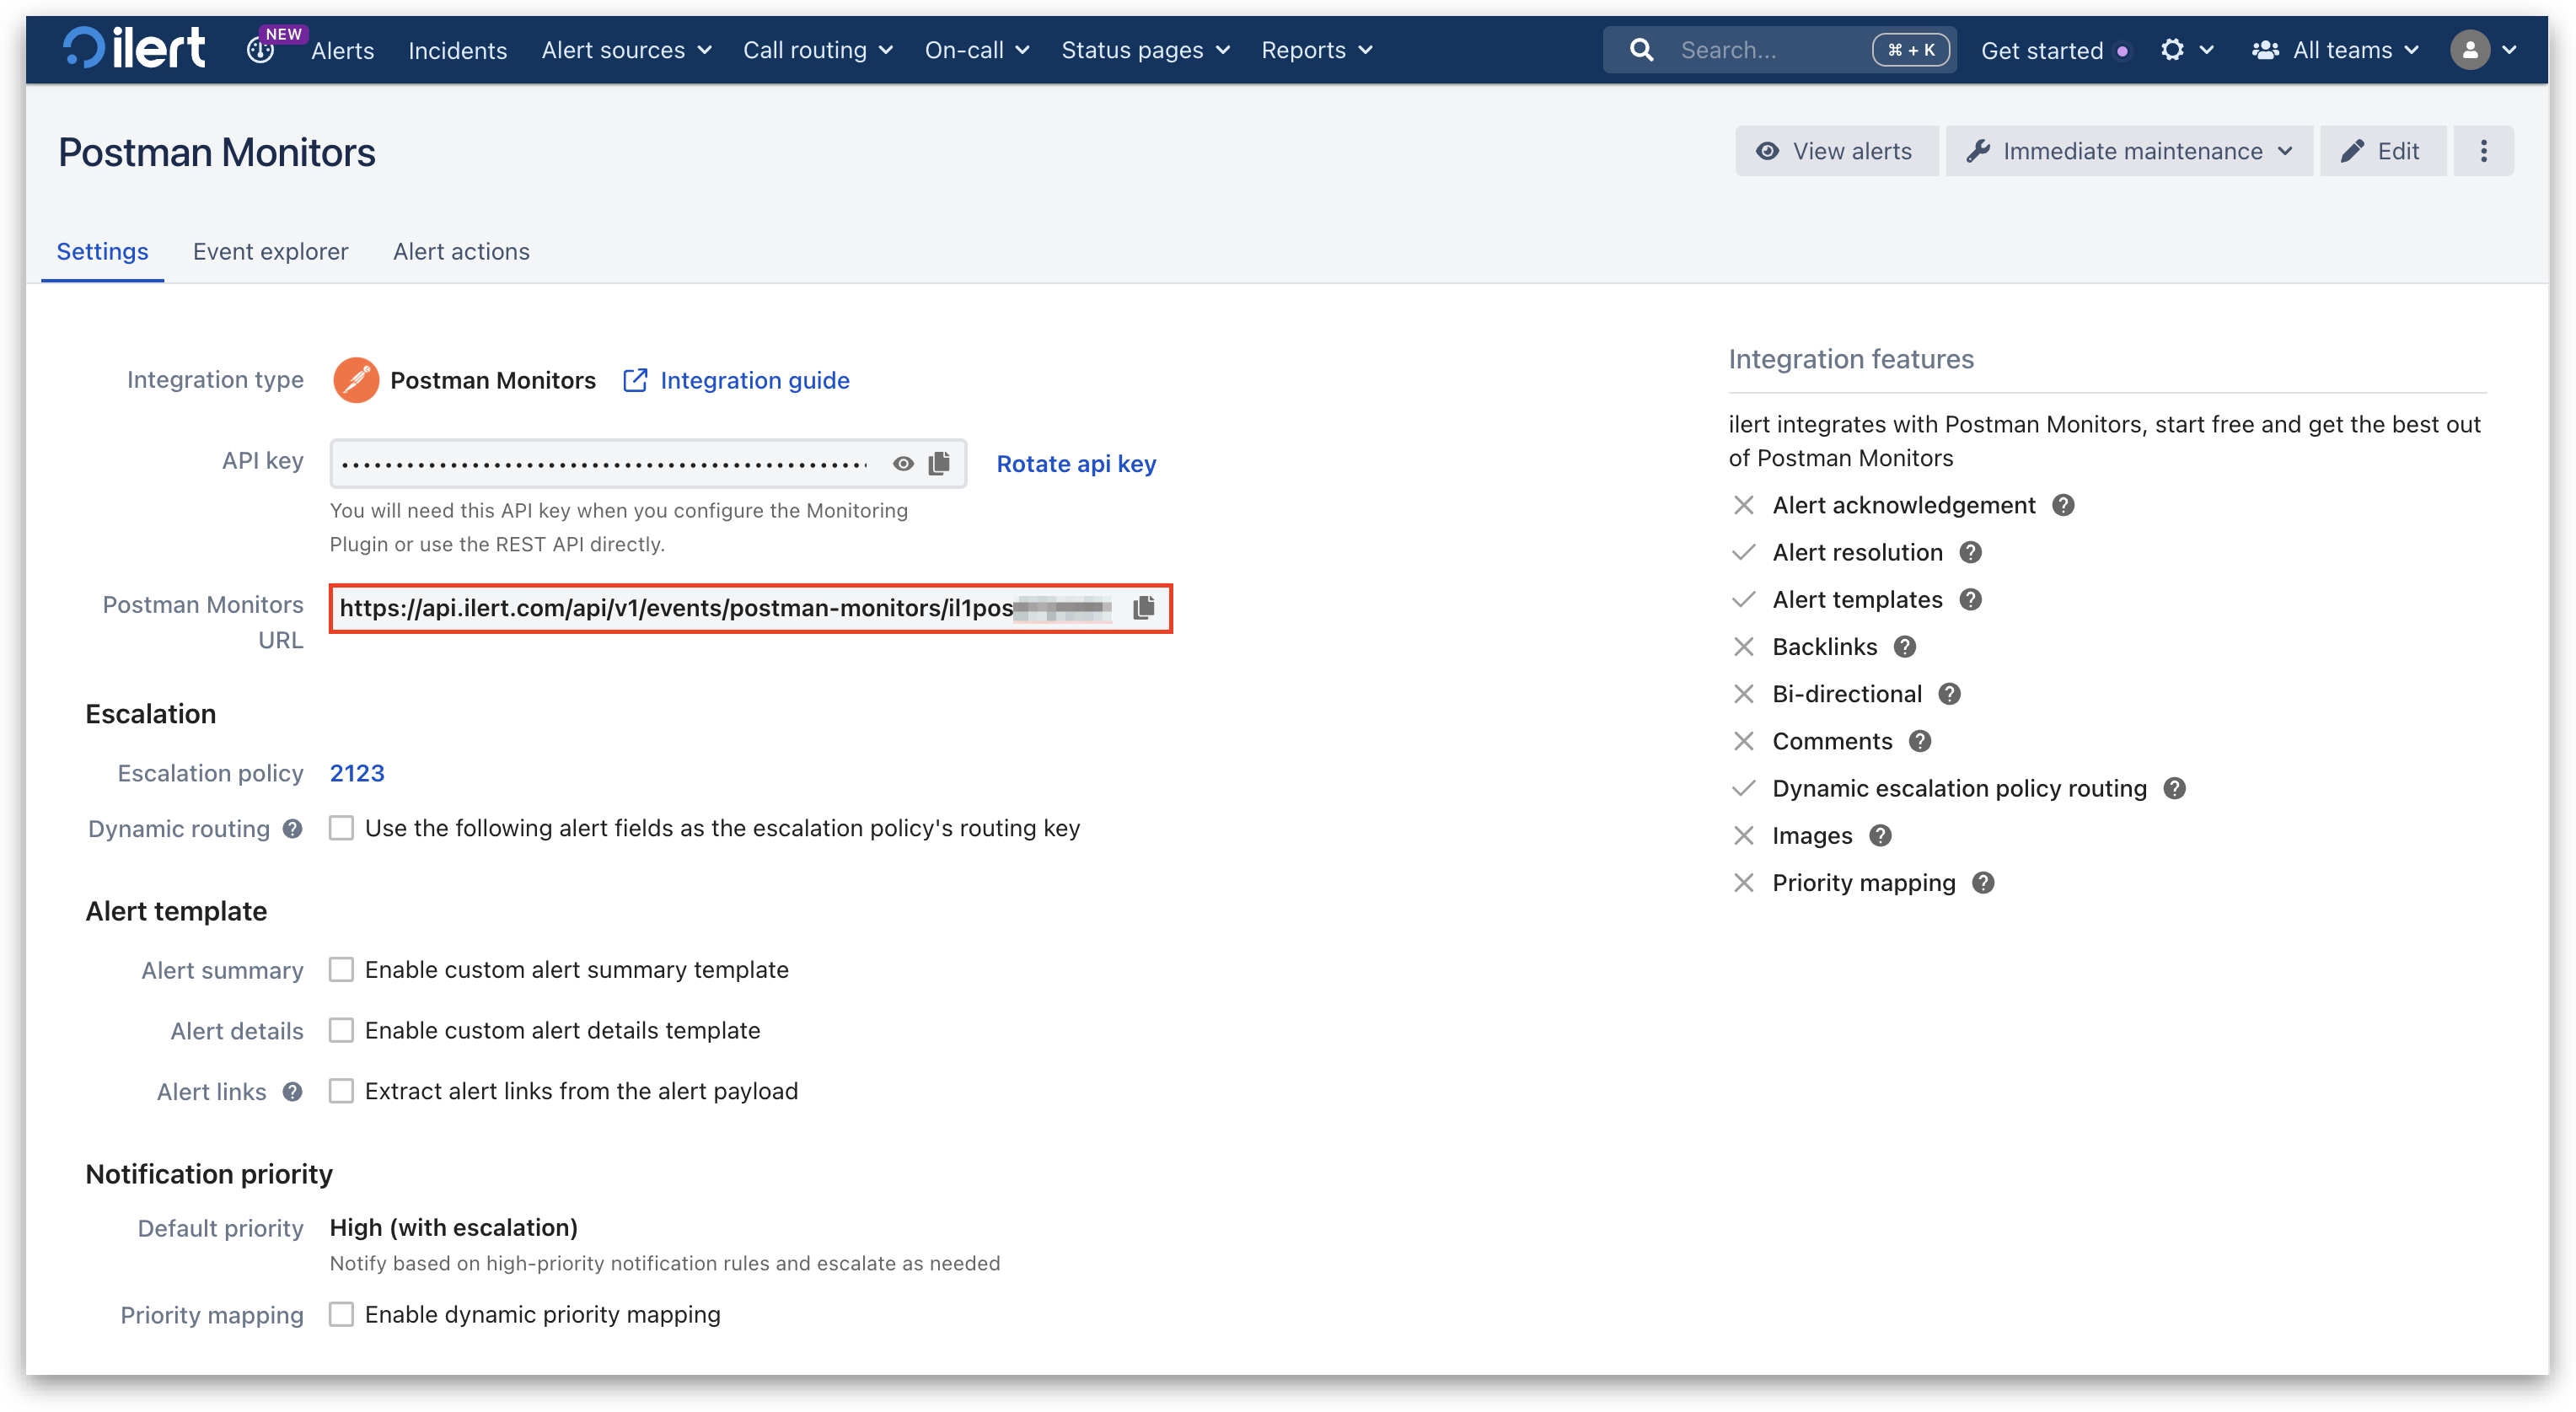 ilert NEW Alerts Incidents Alert sources Call routing On-call Status pages Reports Search... ⌘ + K Get started All teams
Postman Monitors
View alerts Immediate maintenance Edit
Settings Event explorer Alert actions
Integration type Postman Monitors Integration guide
API key Rotate api key
You will need this API key when you configure the Monitoring
Plugin or use the REST API directly.
Postman Monitors
URL
https://api.ilert.com/api/v1/events/postman-monitors/il1pos
Escalation
Escalation policy 2123
Dynamic routing Use the following alert fields as the escalation policy's routing key
Alert template
Alert summary Enable custom alert summary template
Alert details Enable custom alert details template
Alert links Extract alert links from the alert payload
Notification priority
Default priority High (with escalation)
Notify based on high-priority notification rules and escalate as needed
Priority mapping Enable dynamic priority mapping
Integration features
ilert integrates with Postman Monitors, start free and get the best out
of Postman Monitors
Alert acknowledgement
Alert resolution
Alert templates
Backlinks
Bi-directional
Comments
Dynamic escalation policy routing
Images
Priority mapping